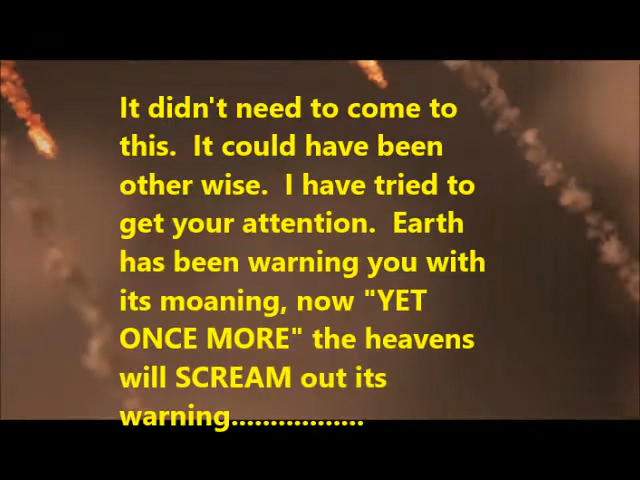 It didn't need to come to
this.  It could have been
other wise.  I have tried to
get your attention.  Earth
has been warning you with
its moaning, now "YET
ONCE MORE" the heavens
will SCREAM out its
warning.................